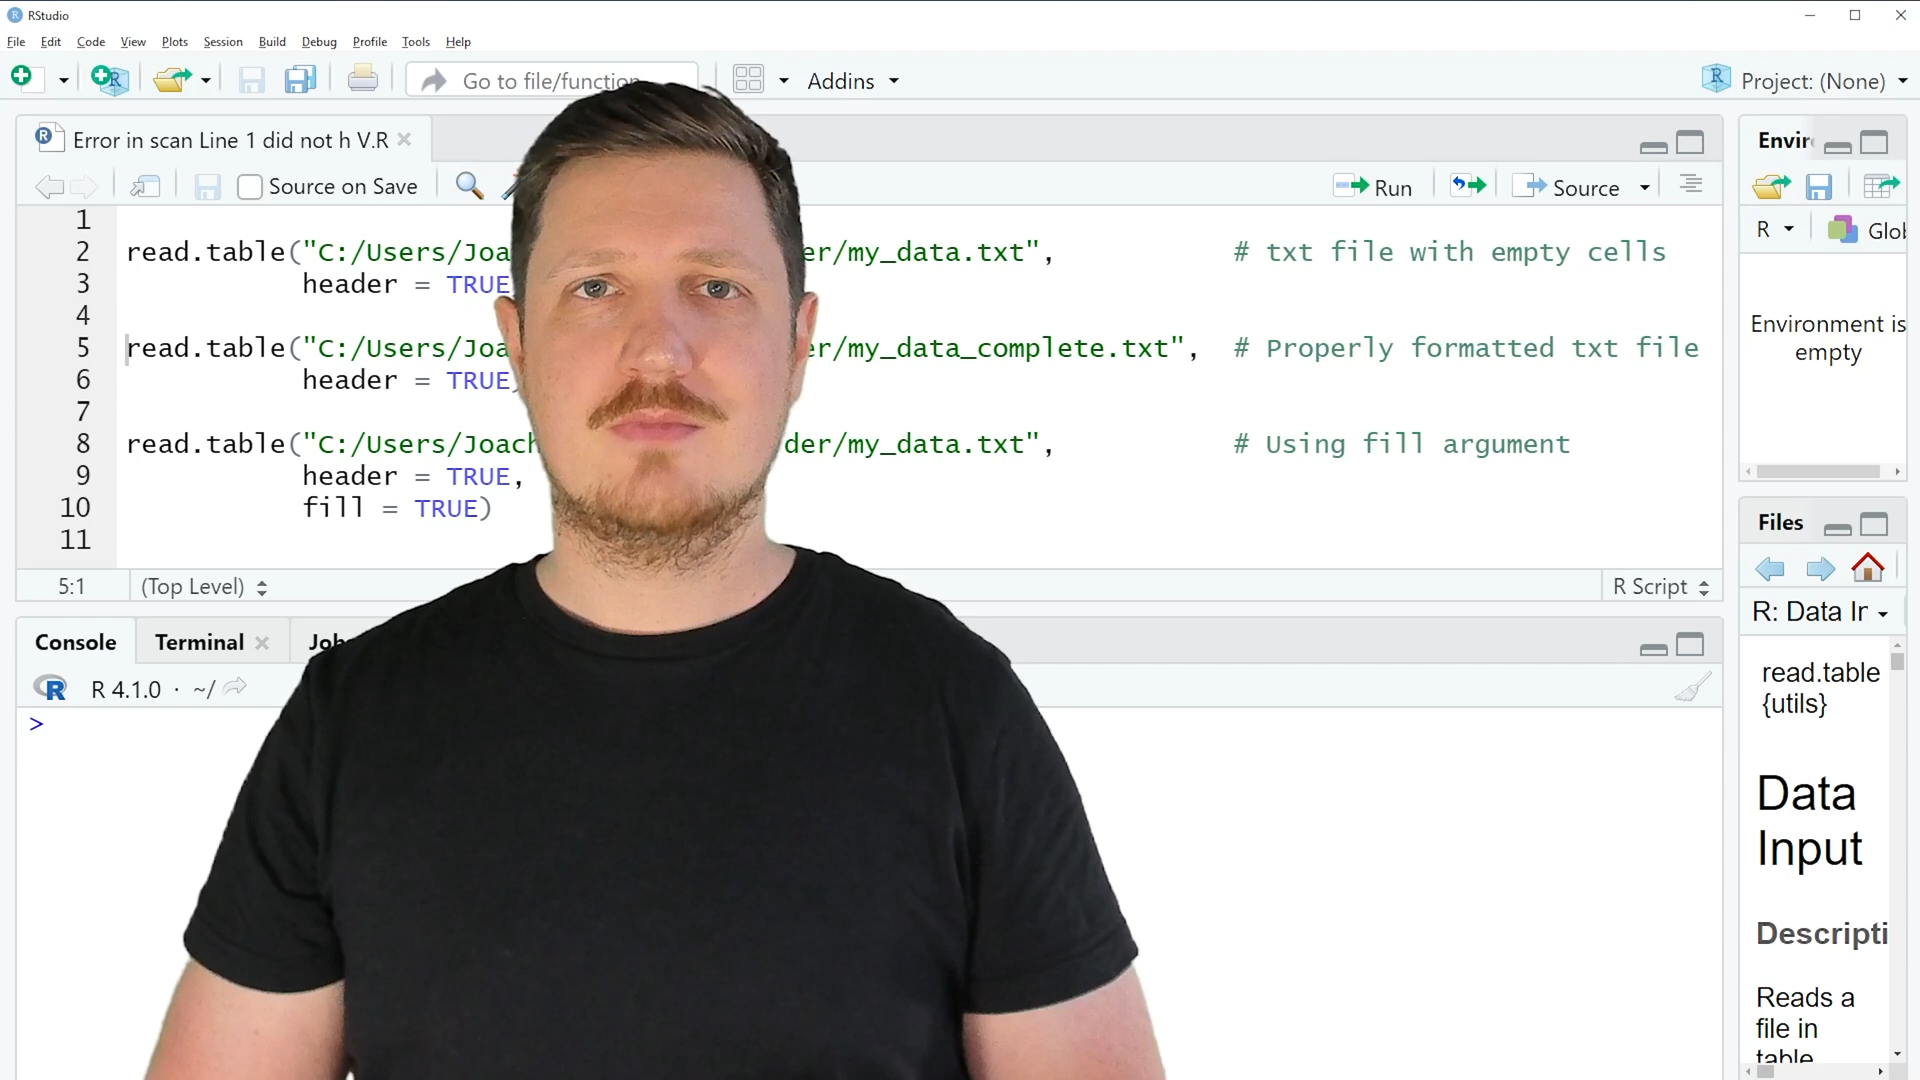 RStudio
File Edit Code View Plots Session Build Debug Profile Tools Help
Go to file/function Addins Project: (None)
Error in scan Line 1 did not h V.R
Source on Save Run Source
1
2 read.table("C:/Users/Joa er/my_data.txt", # txt file with empty cells
3 header = TRUE
4
5 read.table("C:/Users/Joa er/my_data_complete.txt", # Properly formatted txt file
6 header = TRUE
7
8 read.table("C:/Users/Joach der/my_data.txt", # Using fill argument
9 header = TRUE,
10 fill = TRUE)
11
5:1 (Top Level) R Script
Console Terminal Job
R 4.1.0 · ~/
>
Envir
R Glo
Environment is
empty
Files
R: Data Ir
read.table
{utils}
Data
Input
Descripti
Reads a
file in
table